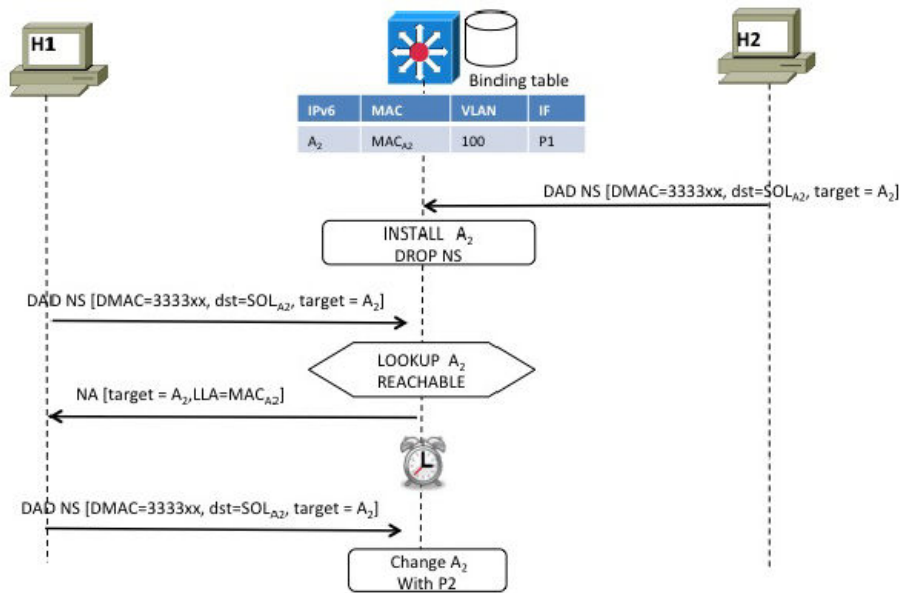 H1
H2
Binding table
IPv6 MAC VLAN IF
A2 MACA2 100 P1
DAD NS [DMAC=3333xx, dst=SOLA2, target = A2]
INSTALL A2
DROP NS
DAD NS [DMAC=3333xx, dst=SOLA2, target = A2]
LOOKUP A2
REACHABLE
NA [target = A2,LLA=MACA2]
DAD NS [DMAC=3333xx, dst=SOLA2, target = A2]
Change A2
With P2